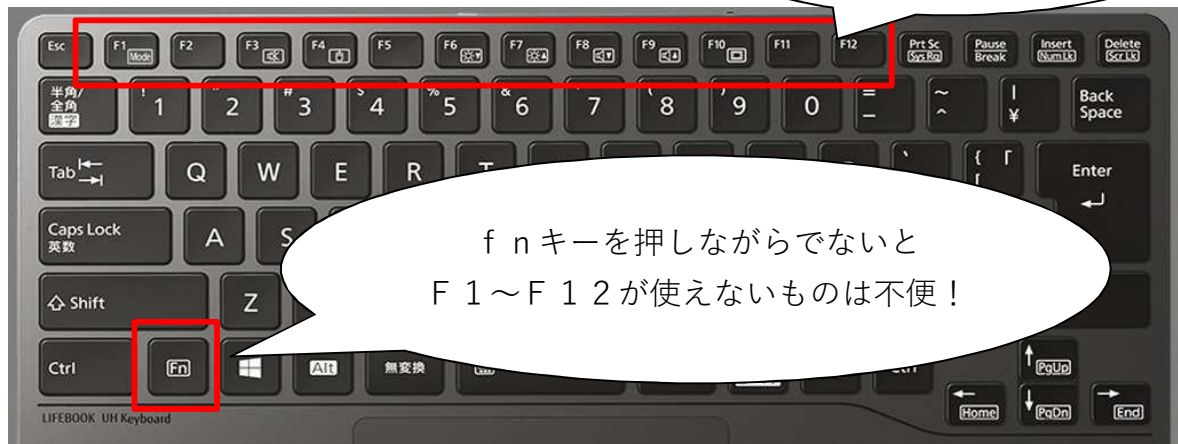 Esc F1 Mode F2 F3 F4 F5 F6 F7 F8 F9 F10 F11 F12 Prt Sc Sys Rq Pause Break Insert Num Lk Delete Scr Lk
半角/全角 漢字 ! 1 " 2 # 3 $ 4 % 5 & 6 ' 7 ( 8 ) 9 0 = - ~ ^ | ¥ Back Space
Tab Q W E R T { 「 [ Enter
Caps Lock 英数 A S
fnキーを押しながらでないと
F1~F12が使えないものは不便!
Shift Z
Ctrl Fn Alt 無変換 Ctrl PgUp
Home PgDn End
LIFEBOOK UH Keyboard